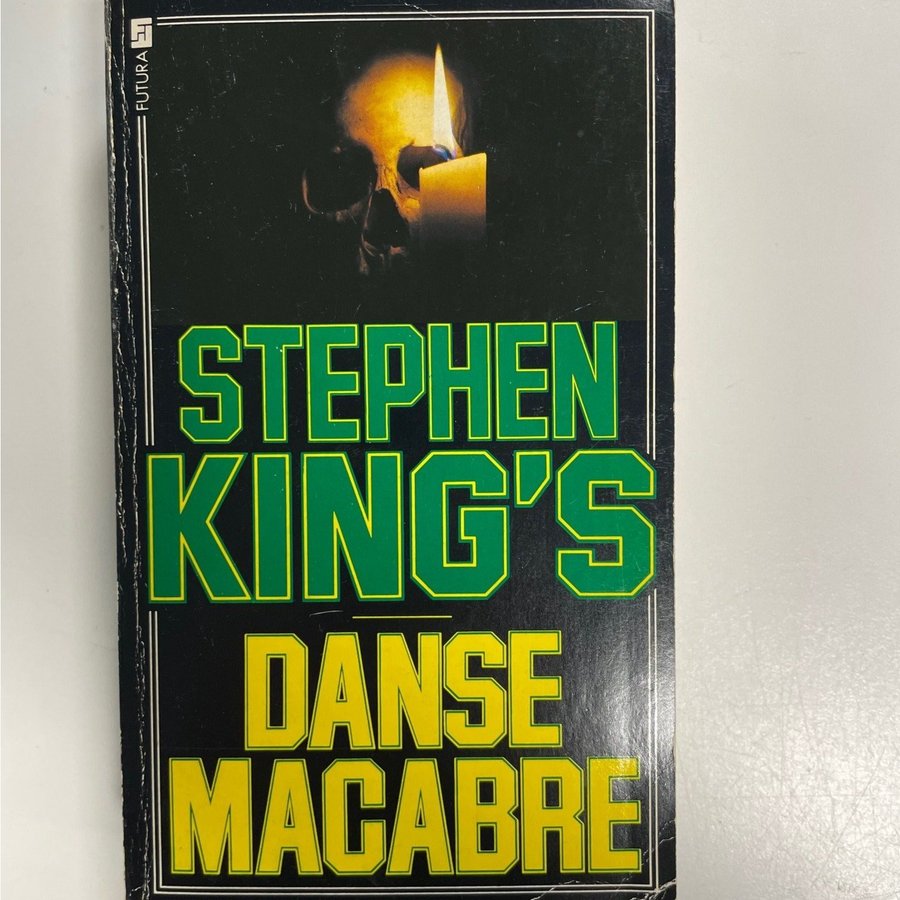 FUTURA
STEPHEN
KING'S
DANSE
MACABRE